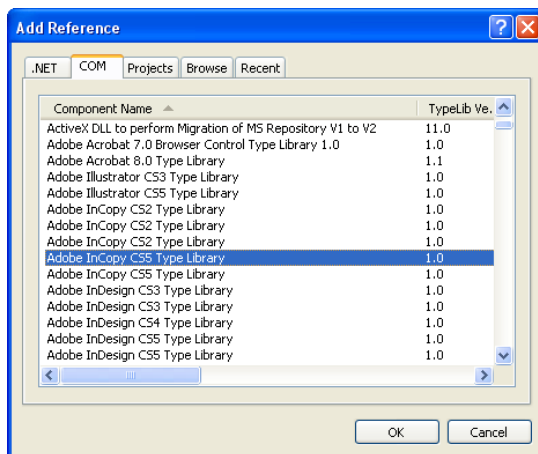 Add Reference
.NET COM Projects Browse Recent
Component Name TypeLib Ve.
ActiveX DLL to perform Migration of MS Repository V1 to V2 11.0
Adobe Acrobat 7.0 Browser Control Type Library 1.0 1.0
Adobe Acrobat 8.0 Type Library 1.1
Adobe Illustrator CS3 Type Library 1.0
Adobe Illustrator CS5 Type Library 1.0
Adobe InCopy CS2 Type Library 1.0
Adobe InCopy CS2 Type Library 1.0
Adobe InCopy CS2 Type Library 1.0
Adobe InCopy CS5 Type Library 1.0
Adobe InCopy CS5 Type Library 1.0
Adobe InDesign CS3 Type Library 1.0
Adobe InDesign CS3 Type Library 1.0
Adobe InDesign CS4 Type Library 1.0
Adobe InDesign CS5 Type Library 1.0
Adobe InDesign CS5 Type Library 1.0
OK Cancel